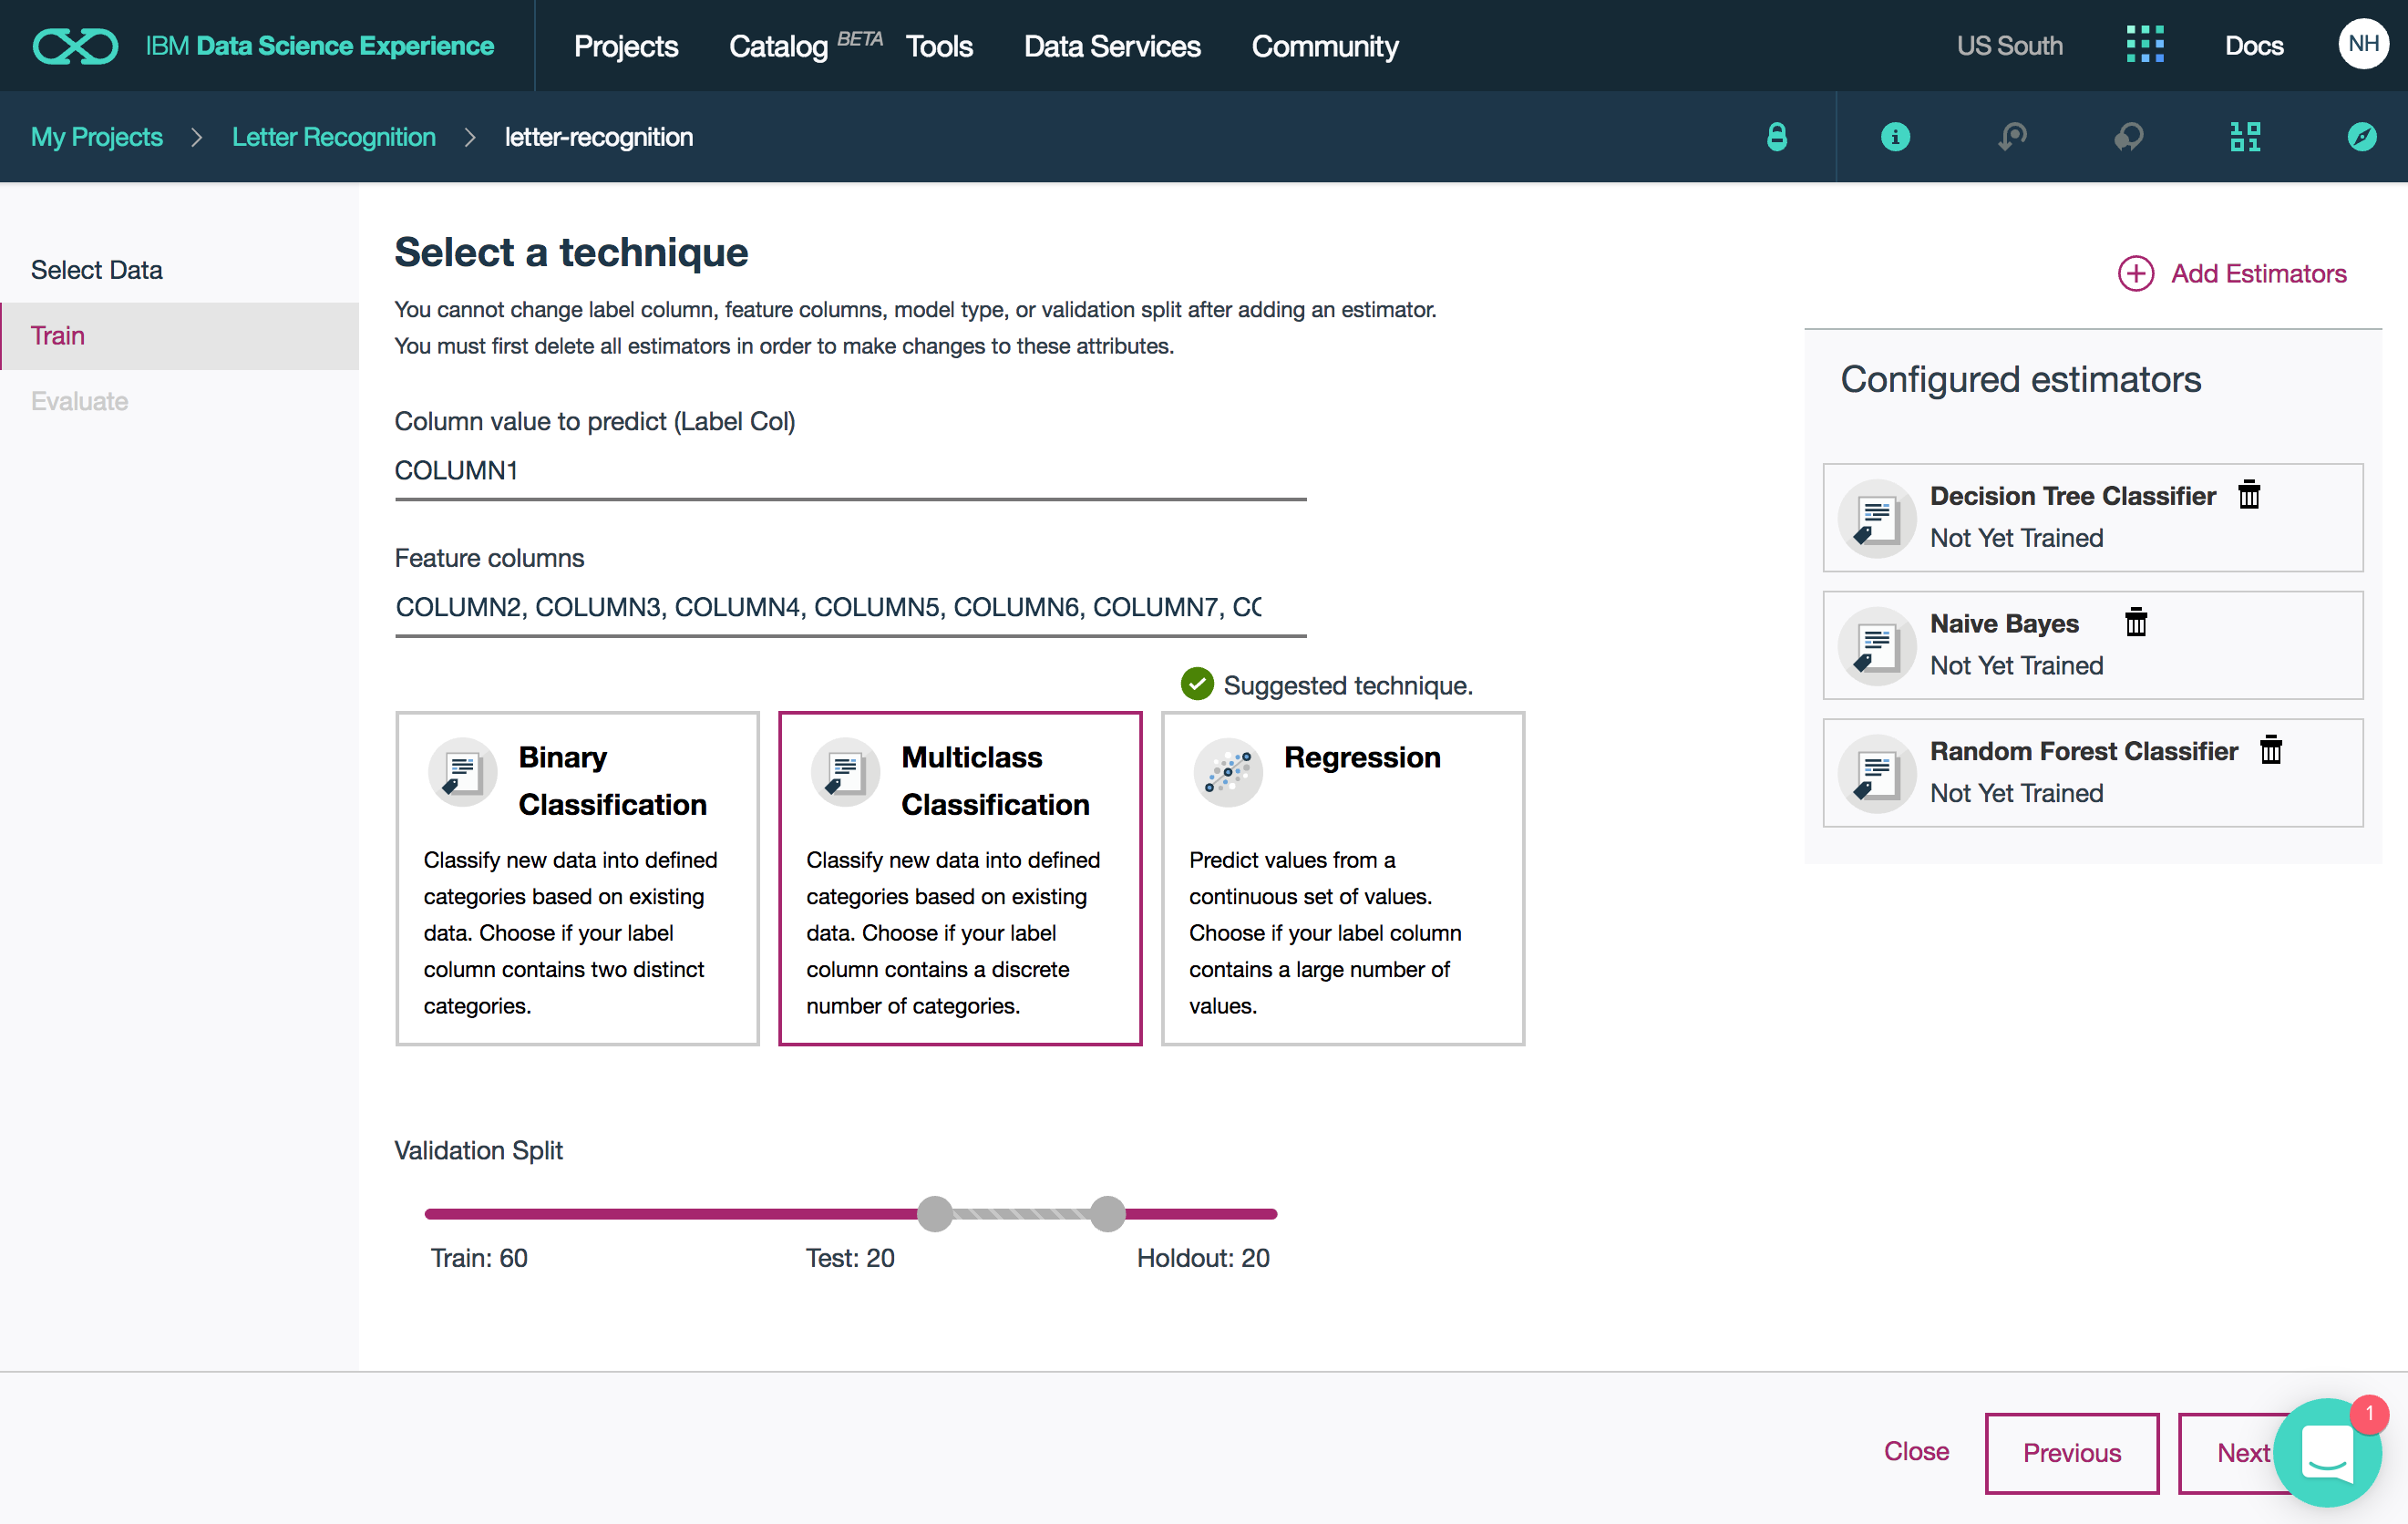 IBM Data Science Experience
Projects
Catalog BETA
Tools
Data Services
Community
US South
Docs
NH
My Projects
Letter Recognition
letter-recognition
Select Data
Train
Evaluate
Select a technique
You cannot change label column, feature columns, model type, or validation split after adding an estimator.
You must first delete all estimators in order to make changes to these attributes.
Column value to predict (Label Col)
COLUMN1
Feature columns
COLUMN2, COLUMN3, COLUMN4, COLUMN5, COLUMN6, COLUMN7, CO
Suggested technique.
Binary
Classification
Classify new data into defined
categories based on existing
data. Choose if your label
column contains two distinct
categories.
Multiclass
Classification
Classify new data into defined
categories based on existing
data. Choose if your label
column contains a discrete
number of categories.
Regression
Predict values from a
continuous set of values.
Choose if your label column
contains a large number of
values.
Validation Split
Train: 60
Test: 20
Holdout: 20
Add Estimators
Configured estimators
Decision Tree Classifier
Not Yet Trained
Naive Bayes
Not Yet Trained
Random Forest Classifier
Not Yet Trained
Close
Previous
Next
1